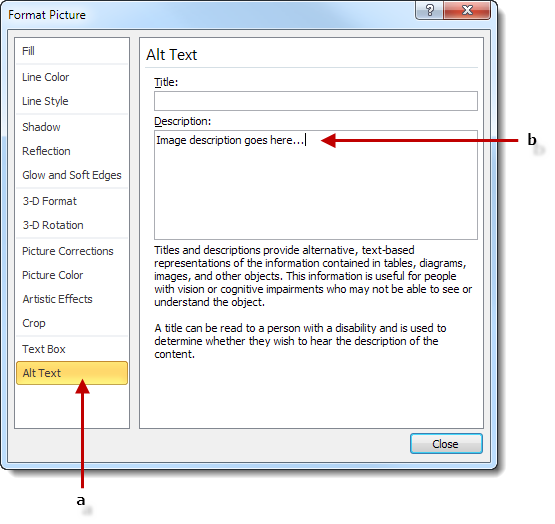 Format Picture
?
X
Fill
Line Color
Line Style
Shadow
Reflection
Glow and Soft Edges
3-D Format
3-D Rotation
Picture Corrections
Picture Color
Artistic Effects
Crop
Text Box
Alt Text
Alt Text
Title:
Description:
Image description goes here...
b
Titles and descriptions provide alternative, text-based
representations of the information contained in tables, diagrams,
images, and other objects. This information is useful for people
with vision or cognitive impairments who may not be able to see or
understand the object.
A title can be read to a person with a disability and is used to
determine whether they wish to hear the description of the
content.
Close
a